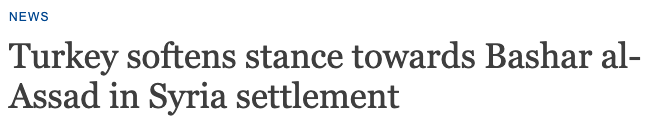 NEWS
Turkey softens stance towards Bashar al-
Assad in Syria settlement